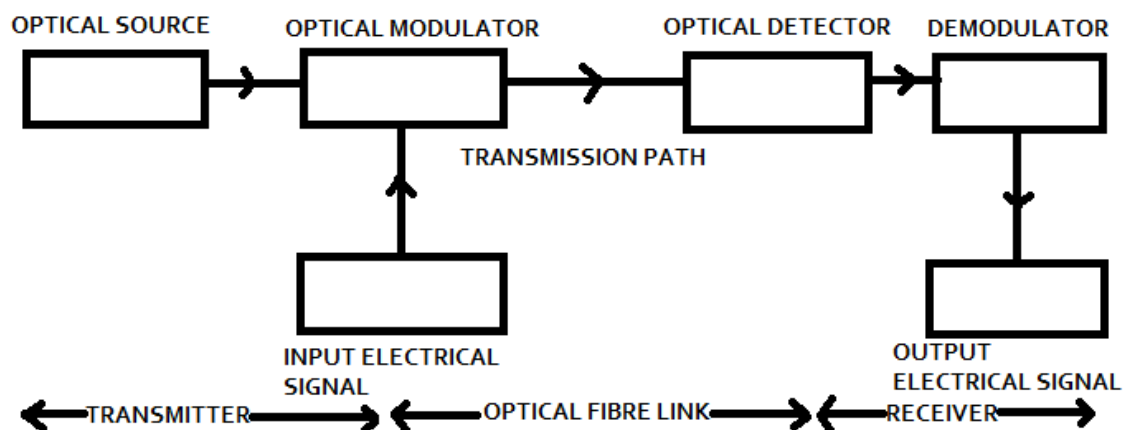 OPTICAL SOURCE
OPTICAL MODULATOR
OPTICAL DETECTOR
DEMODULATOR
TRANSMISSION PATH
INPUT ELECTRICAL
SIGNAL
OUTPUT
ELECTRICAL SIGNAL
TRANSMITTER
OPTICAL FIBRE LINK
RECEIVER